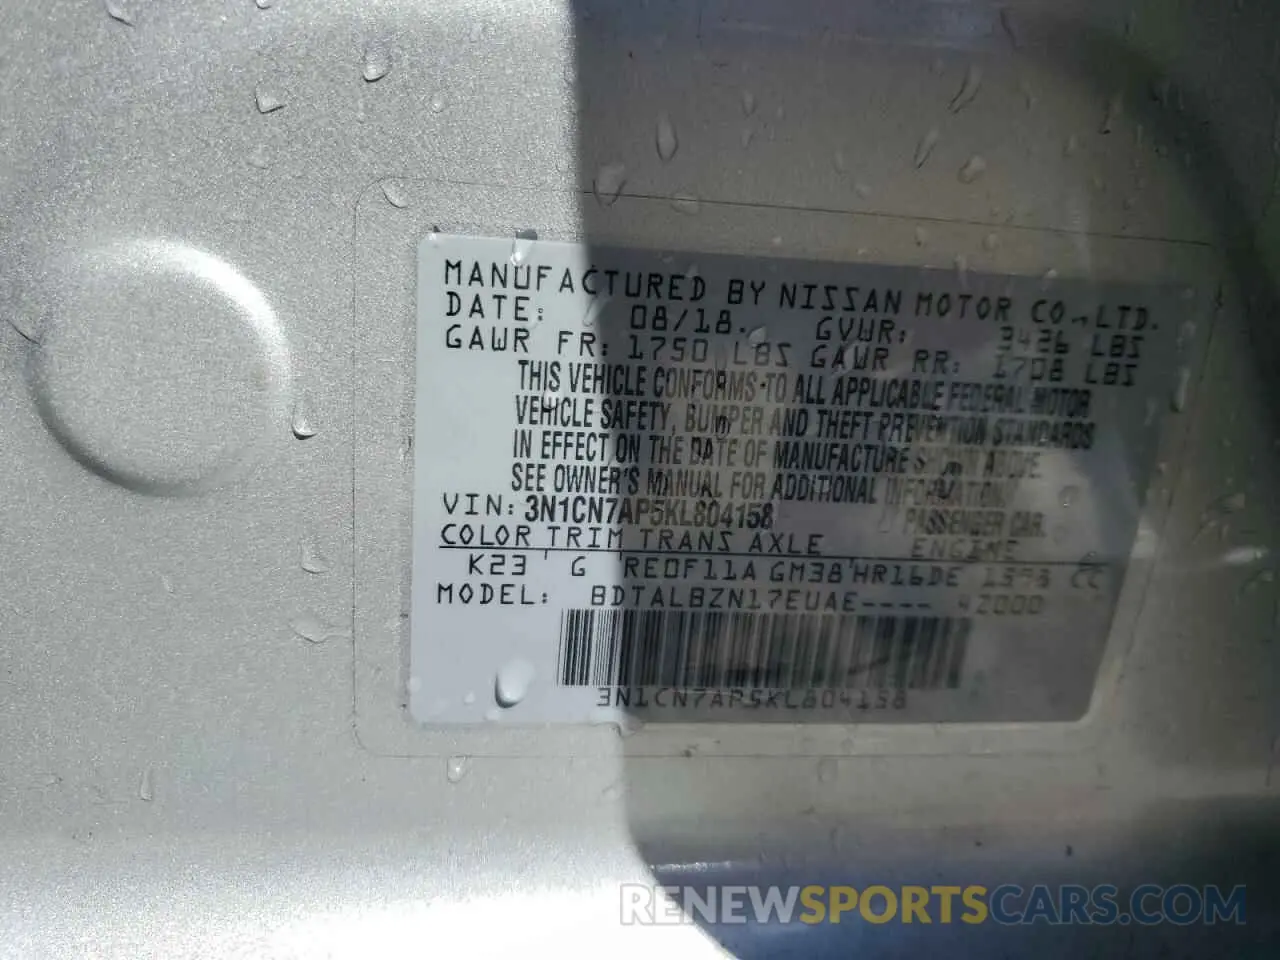 MANUFACTURED BY NISSAN MOTOR CO., LTD.
DATE: 08/18. GVWR: 3436 LBS
GAWR FR: 1750 LBS GAWR RR: 1708 LBS
THIS VEHICLE CONFORMS TO ALL APPLICABLE FEDERAL MOTOR
VEHICLE SAFETY, BUMPER AND THEFT PREVENTION STANDARDS
IN EFFECT ON THE DATE OF MANUFACTURE SHOWN ABOVE.
SEE OWNER'S MANUAL FOR ADDITIONAL INFORMATION.
VIN: 3N1CN7AP5KL804158 PASSENGER CAR.
COLOR TRIM TRANS AXLE ENGINE
K23 G RE0F11A GM38 HR16DE 1598 CC
MODEL: BDTALBZN17EUAE---- 42000
3N1CN7AP5KL804158
RENEWSPORTSCARS.COM